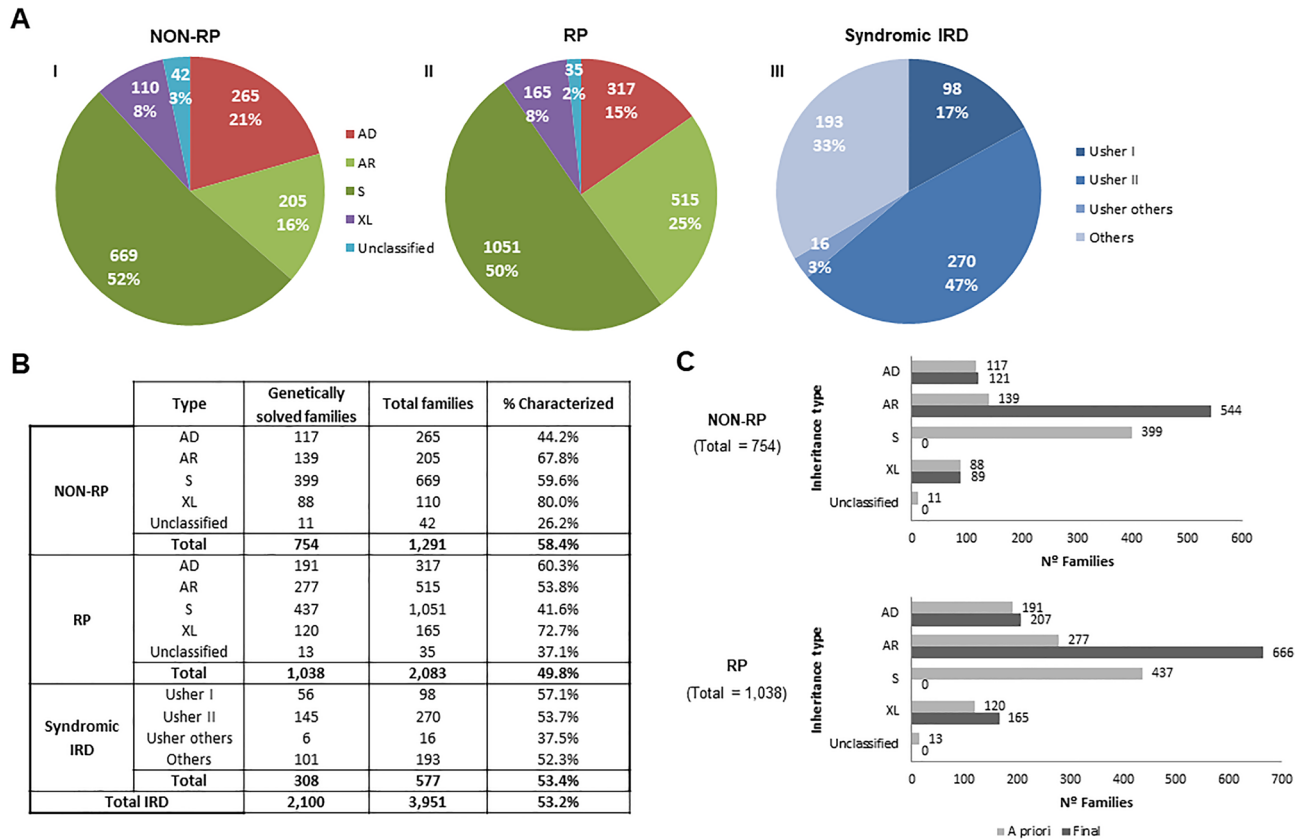 A
NON-RP
I
42
3%
110
8%
265
21%
205
16%
669
52%
AD
AR
S
XL
Unclassified
RP
II
35
2%
165
8%
317
15%
515
25%
1051
50%
Syndromic IRD
III
98
17%
193
33%
16
3%
270
47%
Usher I
Usher II
Usher others
Others
B
Type Genetically solved families Total families % Characterized
NON-RP
AD 117 265 44.2%
AR 139 205 67.8%
S 399 669 59.6%
XL 88 110 80.0%
Unclassified 11 42 26.2%
Total 754 1,291 58.4%
RP
AD 191 317 60.3%
AR 277 515 53.8%
S 437 1,051 41.6%
XL 120 165 72.7%
Unclassified 13 35 37.1%
Total 1,038 2,083 49.8%
Syndromic IRD
Usher I 56 98 57.1%
Usher II 145 270 53.7%
Usher others 6 16 37.5%
Others 101 193 52.3%
Total 308 577 53.4%
Total IRD 2,100 3,951 53.2%
C
NON-RP
(Total = 754)
Inheritance type
AD 117
121
AR 139
544
S 399
0
XL 88
89
Unclassified 11
0
0 100 200 300 400 500 600
Nº Families
RP
(Total = 1,038)
Inheritance type
AD 191
207
AR 277
666
S 437
0
XL 120
165
Unclassified 13
0
0 100 200 300 400 500 600 700
Nº Families
A priori Final